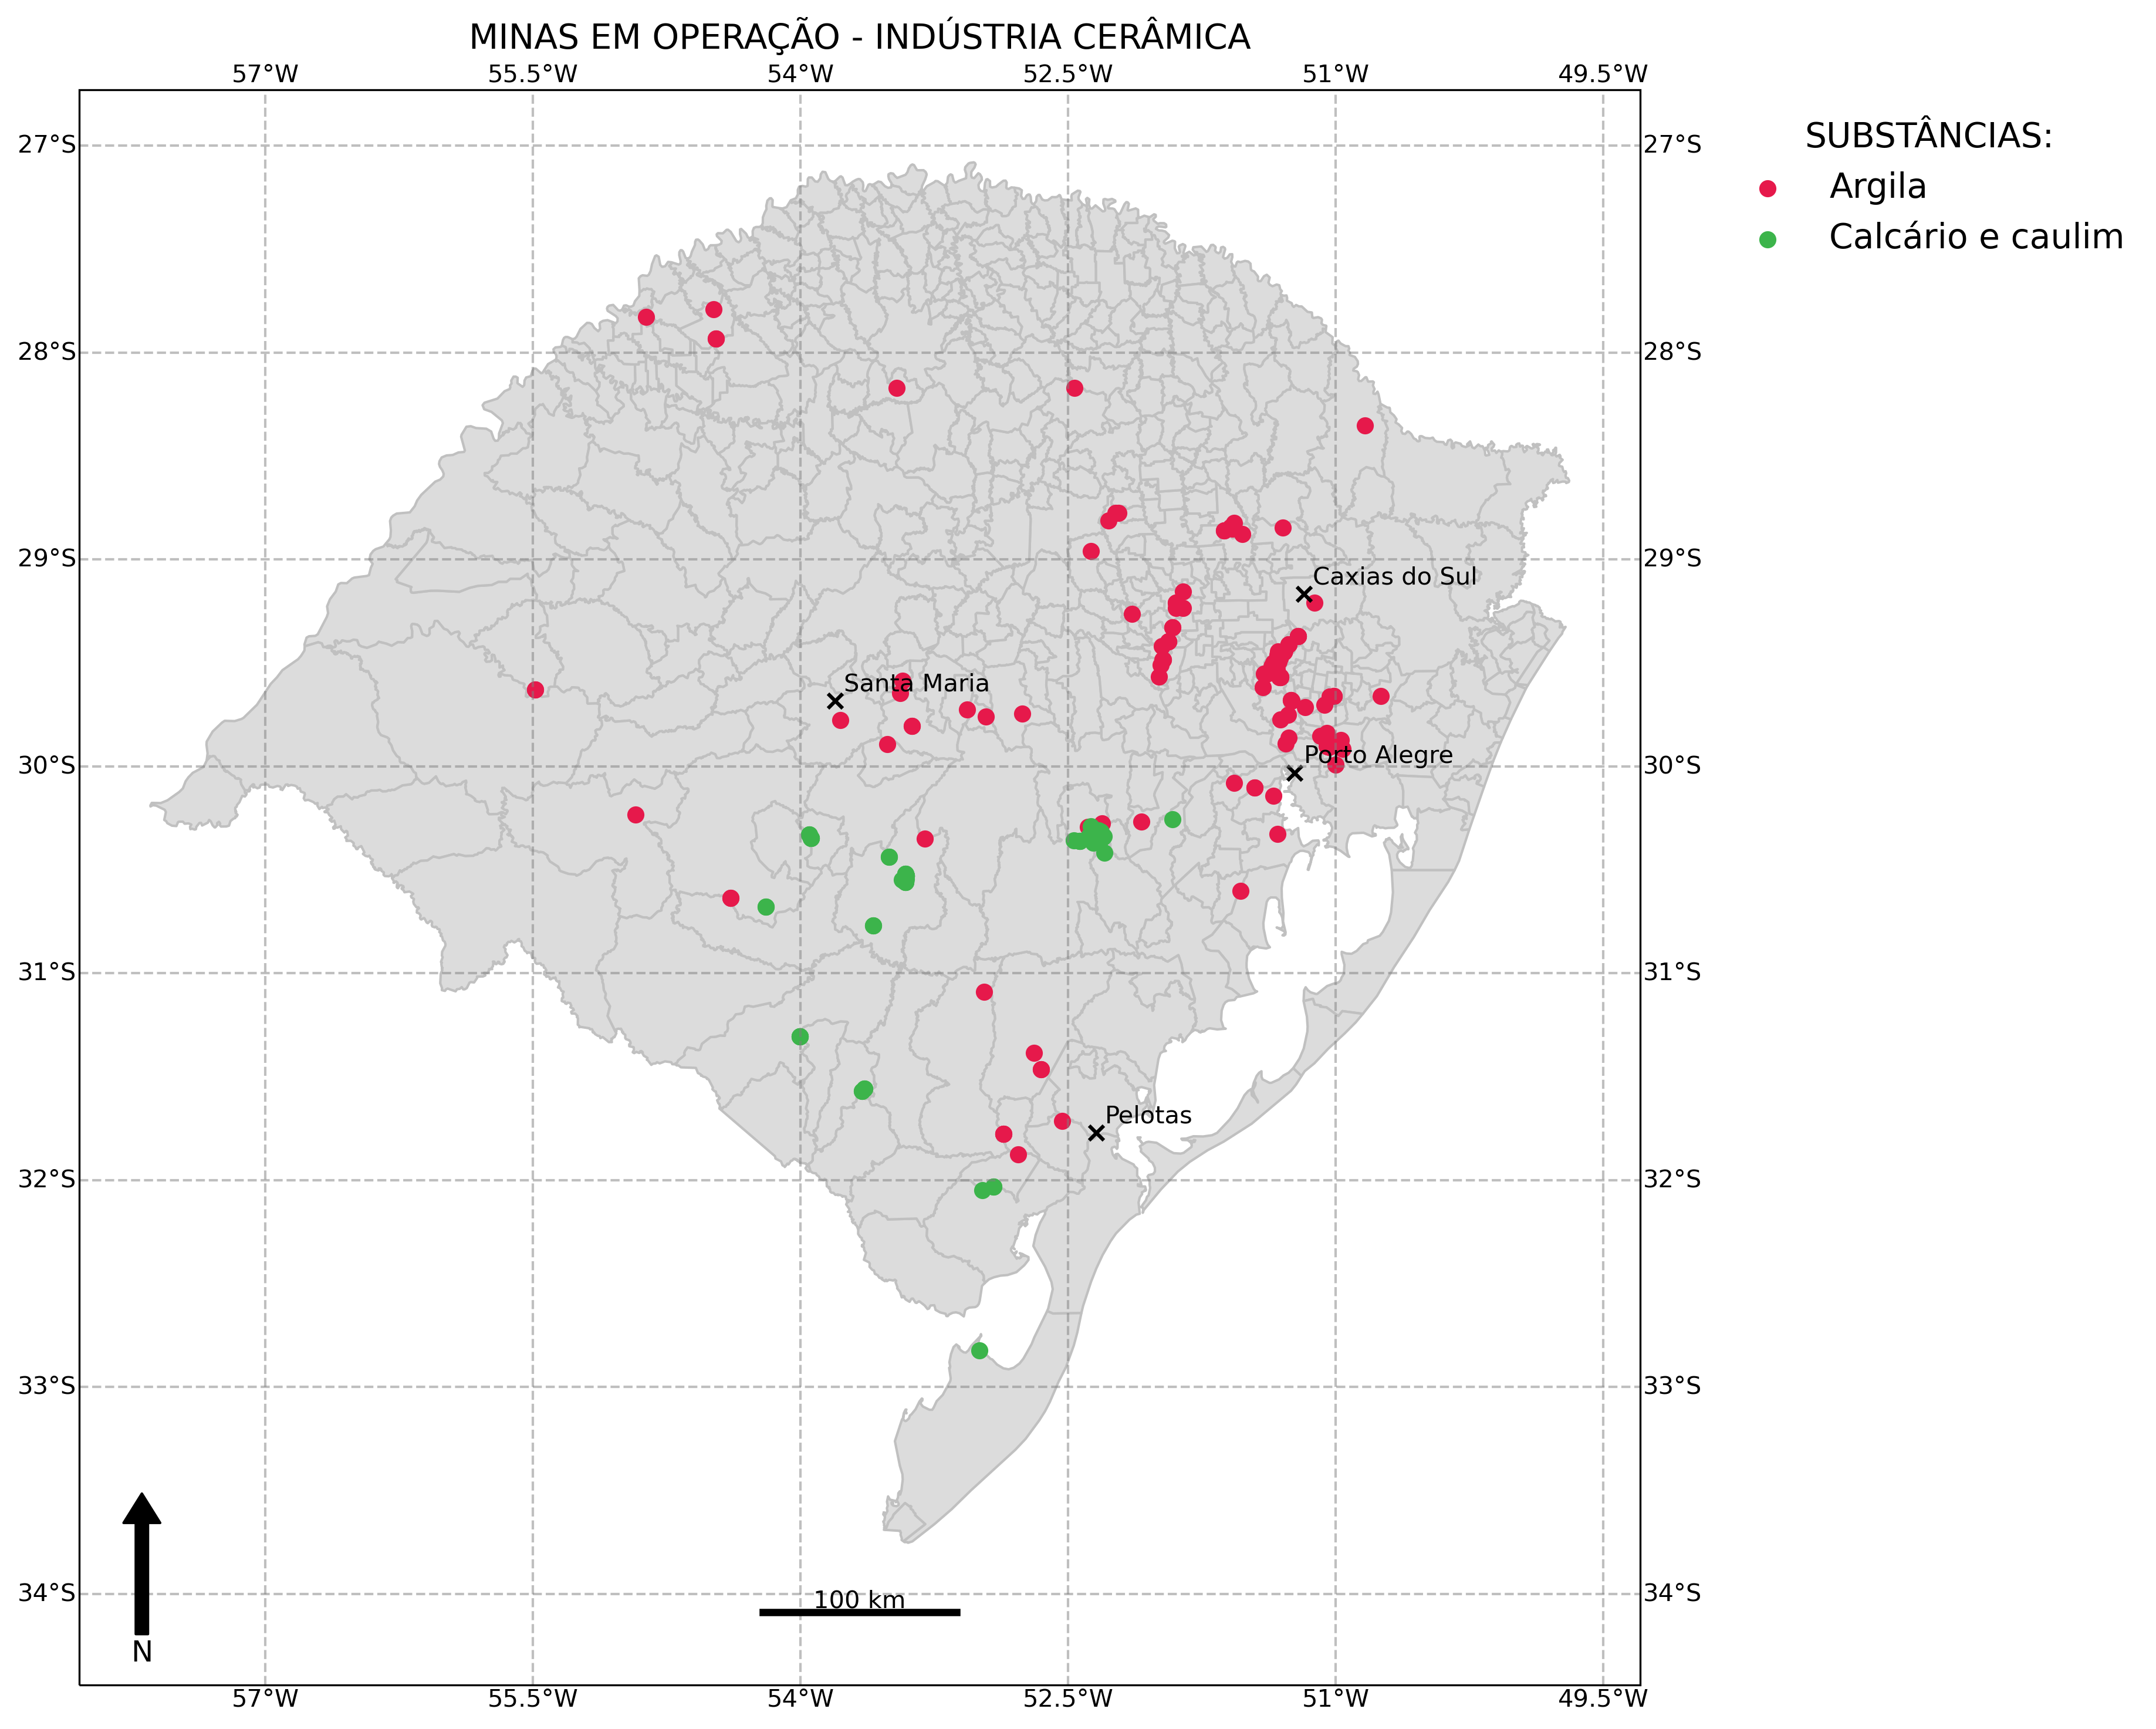 MINAS EM OPERAÇÃO - INDÚSTRIA CERÂMICA
57°W 55.5°W 54°W 52.5°W 51°W 49.5°W
SUBSTÂNCIAS:
Argila
Calcário e caulim
27°S 27°S
28°S 28°S
29°S 29°S
Caxias do Sul
Santa Maria
Porto Alegre
30°S 30°S
31°S 31°S
Pelotas
32°S 32°S
33°S 33°S
34°S 34°S
100 km
N
57°W 55.5°W 54°W 52.5°W 51°W 49.5°W